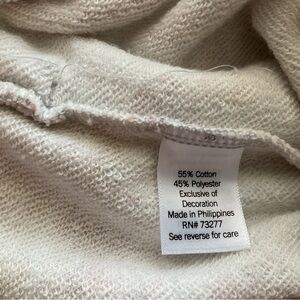 55% Cotton
45% Polyester
Exclusive of
Decoration
Made in Philippines
RN# 73277
See reverse for care